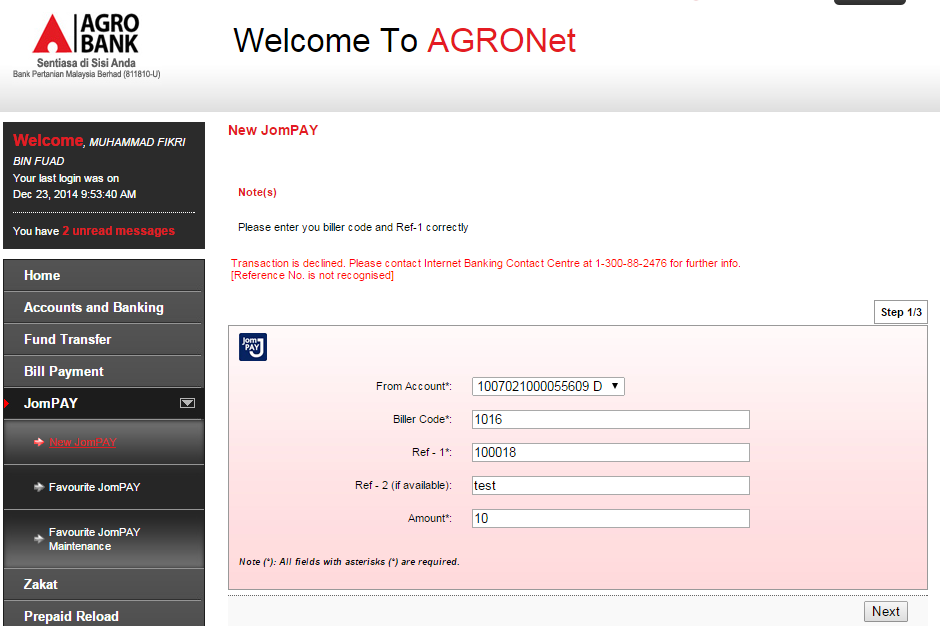 AGRO
BANK
Sentiasa di Sisi Anda
Bank Pertanian Malaysia Berhad (811810-U)
Welcome To AGRONet
Welcome, MUHAMMAD FIKRI
BIN FUAD
Your last login was on
Dec 23, 2014 9:53:40 AM
You have 2 unread messages
Home
Accounts and Banking
Fund Transfer
Bill Payment
JomPAY
New JomPAY
Favourite JomPAY
Favourite JomPAY
Maintenance
Zakat
Prepaid Reload
New JomPAY
Note(s)
Please enter you biller code and Ref-1 correctly
Transaction is declined. Please contact Internet Banking Contact Centre at 1-300-88-2476 for further info.
[Reference No. is not recognised]
Step 1/3
Jom
PAY
From Account*: 1007021000055609 D
Biller Code*: 1016
Ref - 1*: 100018
Ref - 2 (if available): test
Amount*: 10
Note (*): All fields with asterisks (*) are required.
Next